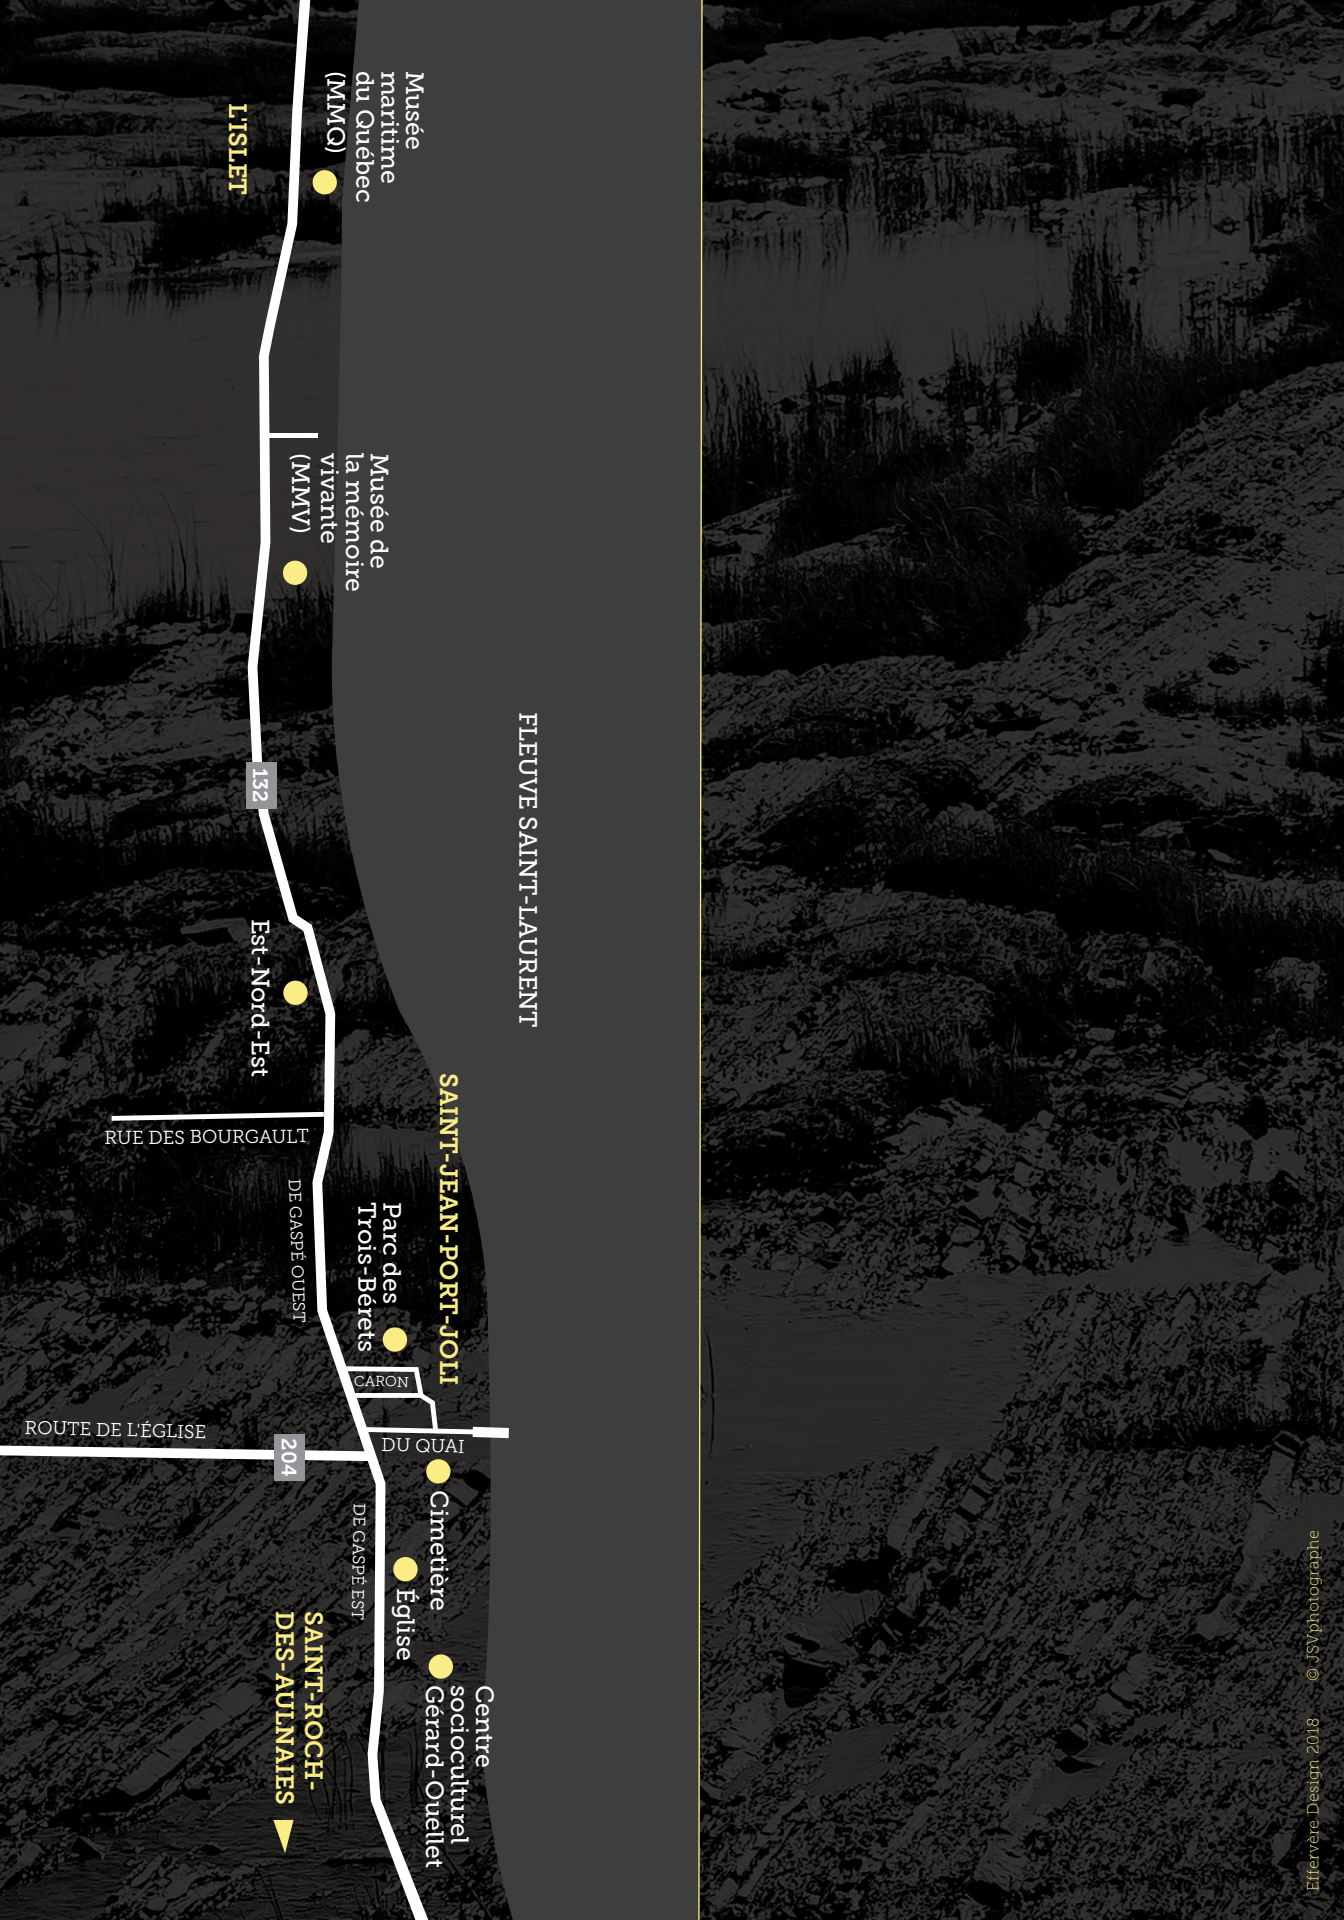 Musée
maritime
du Québec
(MMQ)
L'ISLET
Musée de
la mémoire
vivante
(MMV)
FLEUVE SAINT-LAURENT
132
Est-Nord-Est
RUE DES BOURGAULT
SAINT-JEAN-PORT-JOLI
DE GASPÉ OUEST
Parc des
Trois-Bérets
CARON
ROUTE DE L'ÉGLISE
204
DU QUAI
Cimetière
DE GASPÉ EST
Église
SAINT-ROCH-
DES-AULNAIES
Centre
socioculturel
Gérard-Ouellet
Effervère Design 2018 © JSVphotographe